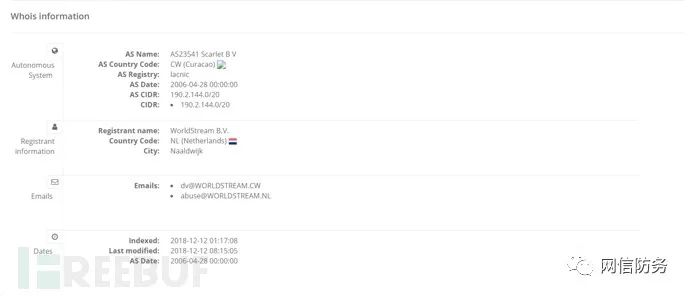 Whois information
Autonomous System
AS Name: AS23541 Scarlet B V
AS Country Code: CW (Curacao)
AS Registry: lacnic
AS Date: 2006-04-28 00:00:00
AS CIDR: 190.2.144.0/20
CIDR: • 190.2.144.0/20
Registrant information
Registrant name: WorldStream B.V.
Country Code: NL (Netherlands)
City: Naaldwijk
Emails
Emails: • dv@WORLDSTREAM.CW
• abuse@WORLDSTREAM.NL
Dates
Indexed: 2018-12-12 01:17:08
Last modified: 2018-12-12 08:15:05
AS Date: 2006-04-28 00:00:00
FREEBUF
网信防务